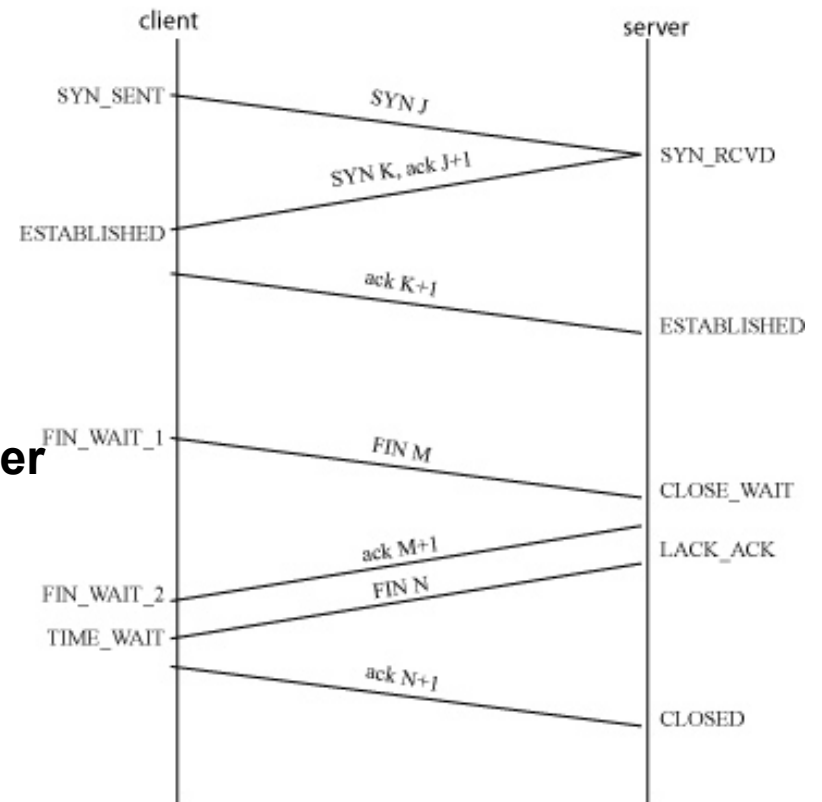 client
server
SYN_SENT
SYN J
SYN_RCVD
SYN K, ack J+1
ESTABLISHED
ack K+1
ESTABLISHED
FIN_WAIT_1
er
FIN M
CLOSE_WAIT
ack M+1
LACK_ACK
FIN_WAIT_2
FIN N
TIME_WAIT
ack N+1
CLOSED